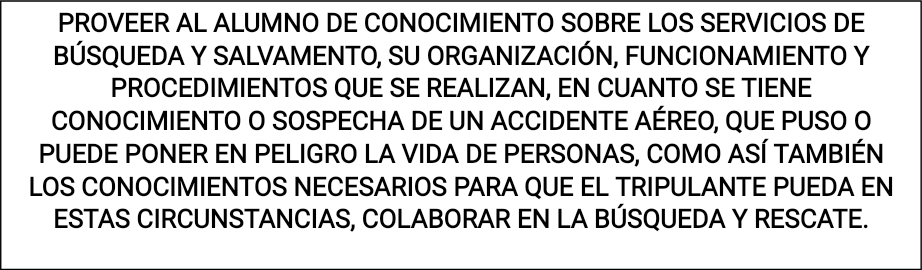 PROVEER AL ALUMNO DE CONOCIMIENTO SOBRE LOS SERVICIOS DE
BÚSQUEDA Y SALVAMENTO, SU ORGANIZACIÓN, FUNCIONAMIENTO Y
PROCEDIMIENTOS QUE SE REALIZAN, EN CUANTO SE TIENE
CONOCIMIENTO O SOSPECHA DE UN ACCIDENTE AÉREO, QUE PUSO O
PUEDE PONER EN PELIGRO LA VIDA DE PERSONAS, COMO ASÍ TAMBIÉN
LOS CONOCIMIENTOS NECESARIOS PARA QUE EL TRIPULANTE PUEDA EN
ESTAS CIRCUNSTANCIAS, COLABORAR EN LA BÚSQUEDA Y RESCATE.